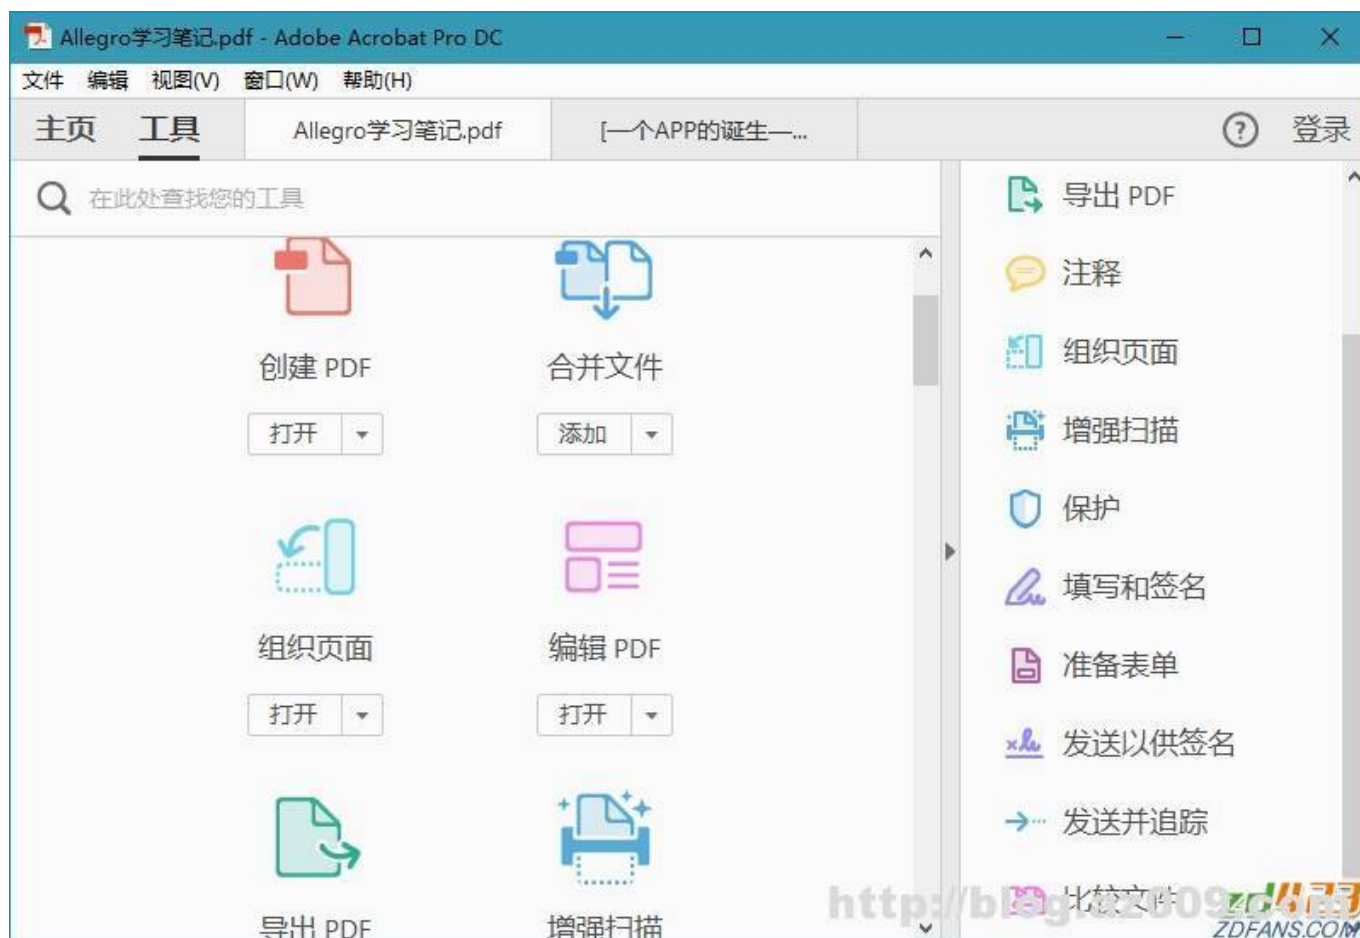 Allegro学习笔记.pdf - Adobe Acrobat Pro DC
文件 编辑 视图(V) 窗口(W) 帮助(H)
主页 工具 Allegro学习笔记.pdf [—个APP的诞生—... 登录
在此处查找您的工具
创建 PDF 合并文件
打开 添加
组织页面 编辑 PDF
打开 打开
导出 PDF 增强扫描
导出 PDF
注释
组织页面
增强扫描
保护
填写和签名
准备表单
发送以供签名
发送并追踪
比较文件
ZDFANS.COM